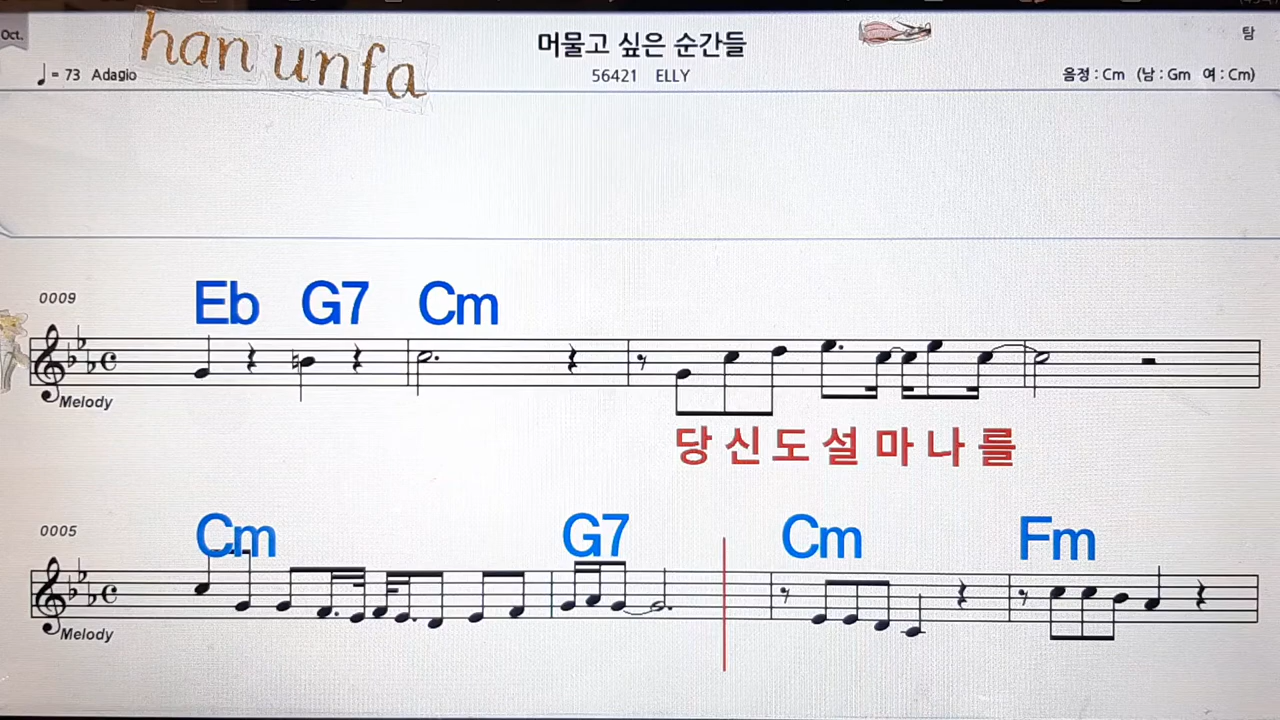 Oct.
han unfa
머물고 싶은 순간들
탐
♩= 73 Adagio
56421 ELLY
음정 : Cm (남 : Gm 여 : Cm)
0009
Eb G7 Cm
Melody
당 신 도 설 마 나 를
0005
Cm G7 Cm Fm
Melody